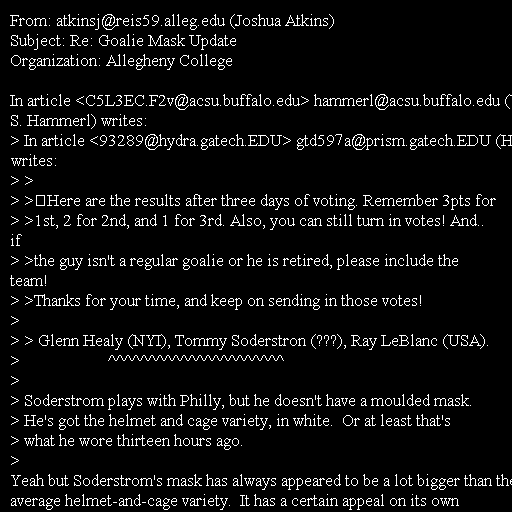 From: atkinsj@reis59.alleg.edu (Joshua Atkins)
Subject: Re: Goalie Mask Update
Organization: Allegheny College

In article <C5L3EC.F2v@acsu.buffalo.edu> hammerl@acsu.buffalo.edu (
S. Hammerl) writes:
> In article <93289@hydra.gatech.EDU> gtd597a@prism.gatech.EDU (H
writes:
> >
> >Here are the results after three days of voting. Remember 3pts for
> >1st, 2 for 2nd, and 1 for 3rd. Also, you can still turn in votes! And..
if
> >the guy isn't a regular goalie or he is retired, please include the
team!
> >Thanks for your time, and keep on sending in those votes!
>
> > Glenn Healy (NYI), Tommy Soderstron (???), Ray LeBlanc (USA).
> ^^^^^^^^^^^^^^^^^^^^^^
>
> Soderstrom plays with Philly, but he doesn't have a moulded mask.
> He's got the helmet and cage variety, in white.  Or at least that's
> what he wore thirteen hours ago.
>
Yeah but Soderstrom's mask has always appeared to be a lot bigger than the
average helmet-and-cage variety.  It has a certain appeal on its own